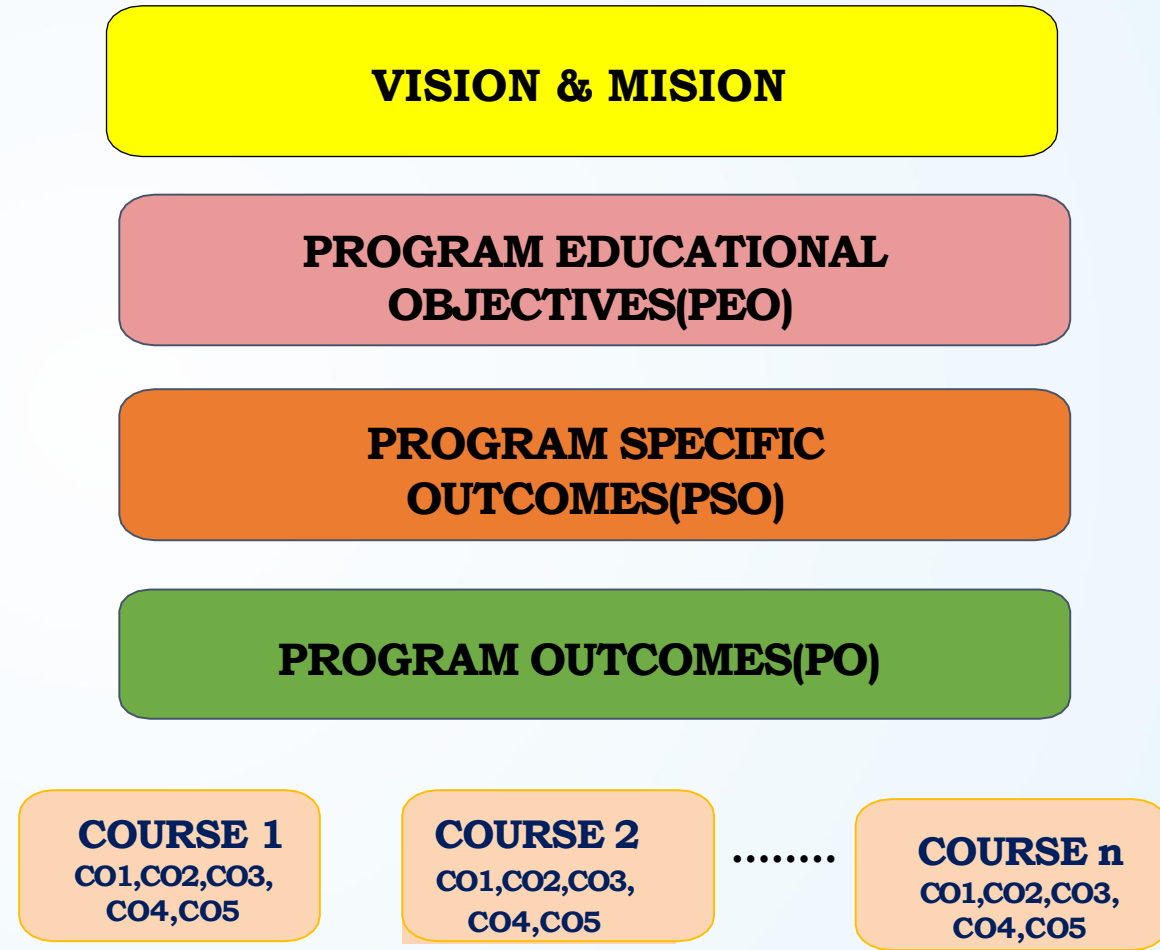 VISION & MISION
PROGRAM EDUCATIONAL
OBJECTIVES(PEO)
PROGRAM SPECIFIC
OUTCOMES(PSO)
PROGRAM OUTCOMES(PO)
COURSE 1
CO1,CO2,CO3,
CO4,CO5
COURSE 2
CO1,CO2,CO3,
CO4,CO5
........
COURSE n
CO1,CO2,CO3,
CO4,CO5